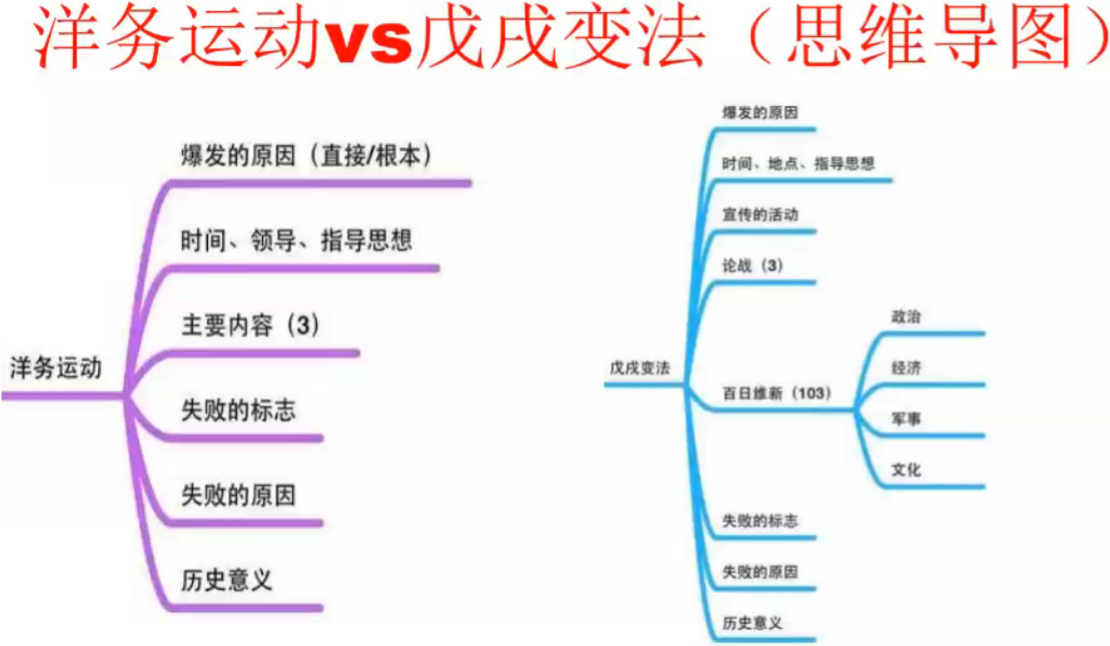 洋务运动vs戊戌变法（思维导图）
洋务运动
爆发的原因（直接/根本）
时间、领导、指导思想
主要内容（3）
失败的标志
失败的原因
历史意义
戊戌变法
爆发的原因
时间、地点、指导思想
宣传的活动
论战（3）
百日维新（103）
政治
经济
军事
文化
失败的标志
失败的原因
历史意义